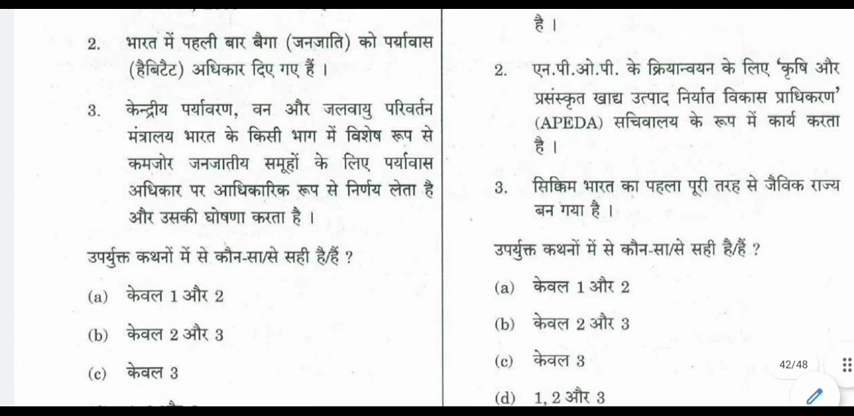 2. भारत में पहली बार बैगा (जनजाति) को पर्यावास
(हैबिटैट) अधिकार दिए गए हैं ।
3. केन्द्रीय पर्यावरण, वन और जलवायु परिवर्तन
मंत्रालय भारत के किसी भाग में विशेष रूप से
कमजोर जनजातीय समूहों के लिए पर्यावास
अधिकार पर आधिकारिक रूप से निर्णय लेता है
और उसकी घोषणा करता है ।
उपर्युक्त कथनों में से कौन-सा/से सही है/हैं ?
(a) केवल 1 और 2
(b) केवल 2 और 3
(c) केवल 3
है ।
2. एन.पी.ओ.पी. के क्रियान्वयन के लिए ‘कृषि और
प्रसंस्कृत खाद्य उत्पाद निर्यात विकास प्राधिकरण’
(APEDA) सचिवालय के रूप में कार्य करता
है ।
3. सिक्किम भारत का पहला पूरी तरह से जैविक राज्य
बन गया है ।
उपर्युक्त कथनों में से कौन-सा/से सही है/हैं ?
(a) केवल 1 और 2
(b) केवल 2 और 3
(c) केवल 3
(d) 1, 2 और 3
42/48